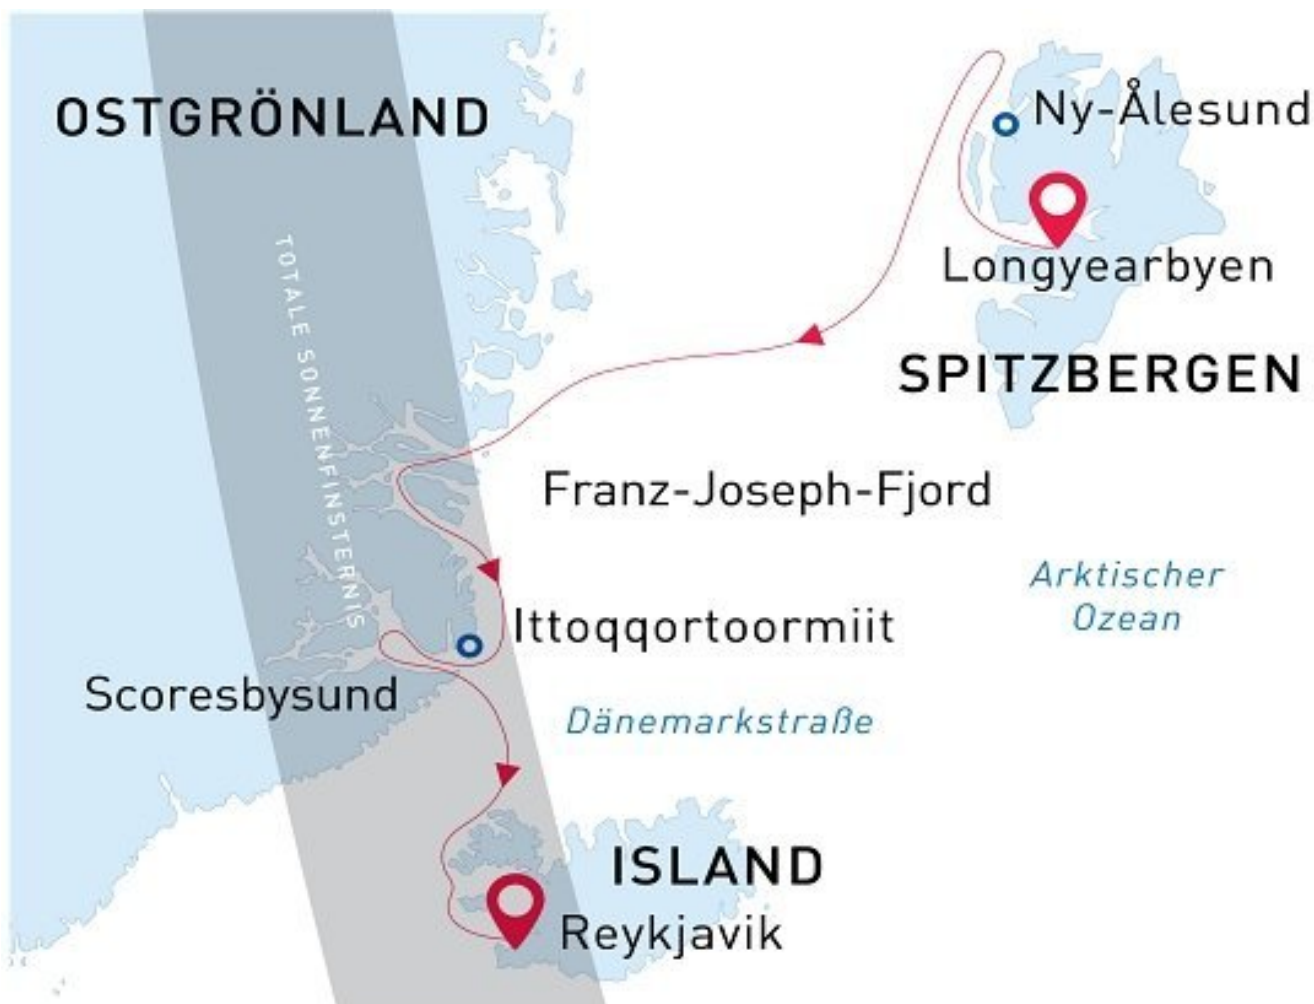 OSTGRÖNLAND
Ny-Ålesund
TOTALE SONNENFINSTERNIS
Longyearbyen
SPITZBERGEN
Franz-Joseph-Fjord
Arktischer
Ozean
Ittoqqortoormiit
Scoresbysund
Dänemarkstraße
ISLAND
Reykjavik